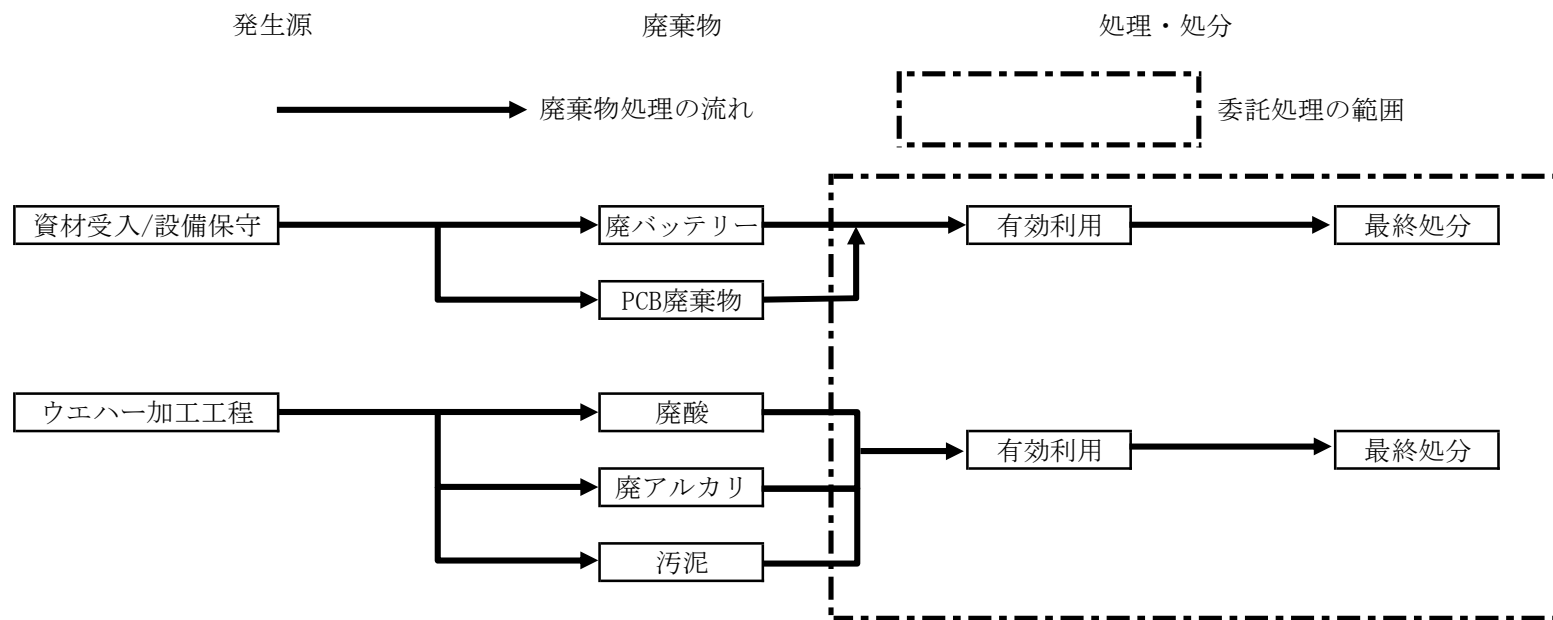 発生源
廃棄物
処理・処分
廃棄物処理の流れ
委託処理の範囲
資材受入/設備保守
廃バッテリー
有効利用
最終処分
PCB廃棄物
ウエハー加工工程
廃酸
有効利用
最終処分
廃アルカリ
汚泥